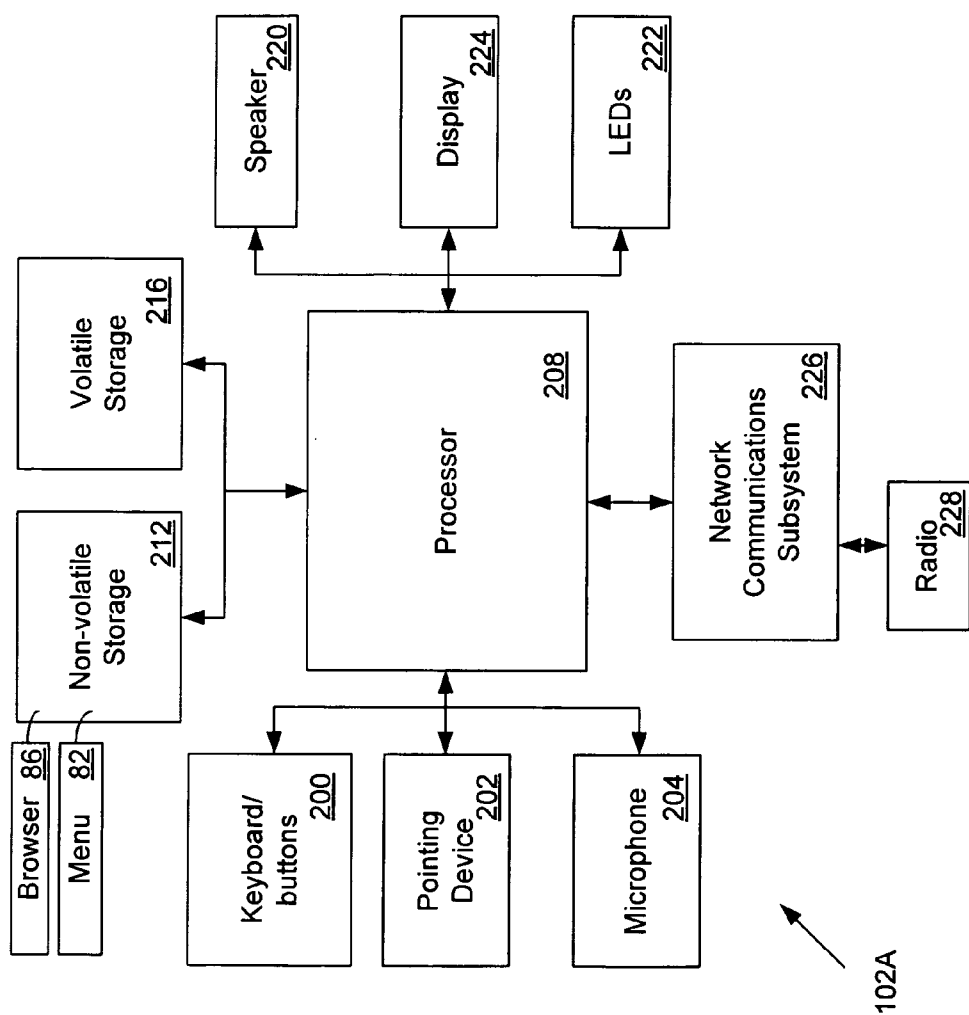 Browser 86
Menu 82
Non-volatile
Storage
212
Volatile
Storage
216
Keyboard/
buttons
200
Pointing
Device
202
Microphone
204
Processor
208
Speaker
220
Display
224
LEDs
222
Network
Communications
Subsystem
226
Radio
228
102A